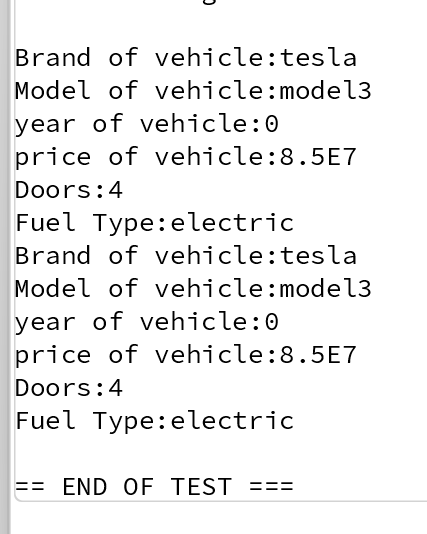 Brand of vehicle:tesla
Model of vehicle:model3
year of vehicle:0
price of vehicle:8.5E7
Doors:4
Fuel Type:electric
Brand of vehicle:tesla
Model of vehicle:model3
year of vehicle:0
price of vehicle:8.5E7
Doors:4
Fuel Type:electric
== END OF TEST ===